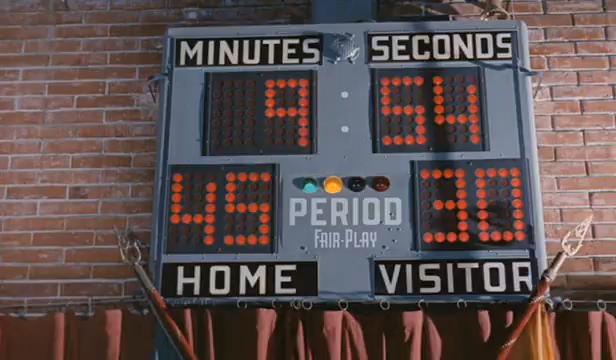 MINUTES SECONDS
9 54
45 30
PERIOD
FAIR-PLAY
HOME VISITOR